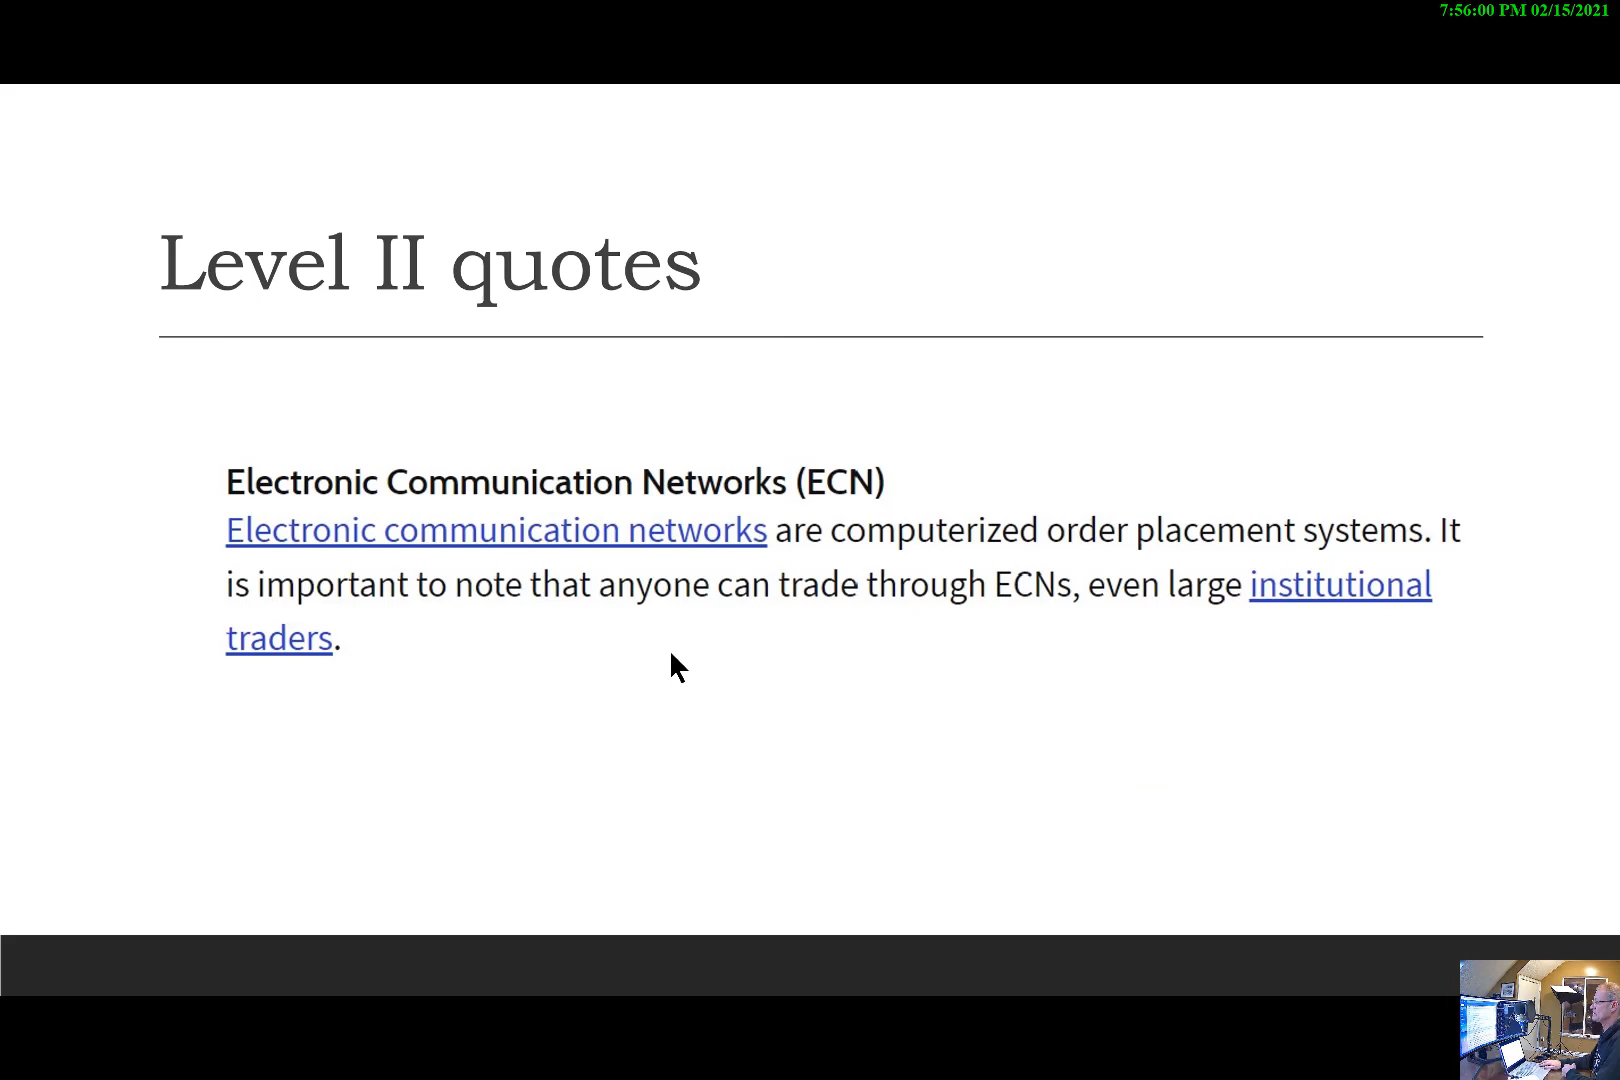 7:56:00 PM 02/15/2021
Level II quotes
Electronic Communication Networks (ECN)
Electronic communication networks are computerized order placement systems. It
is important to note that anyone can trade through ECNs, even large institutional
traders.